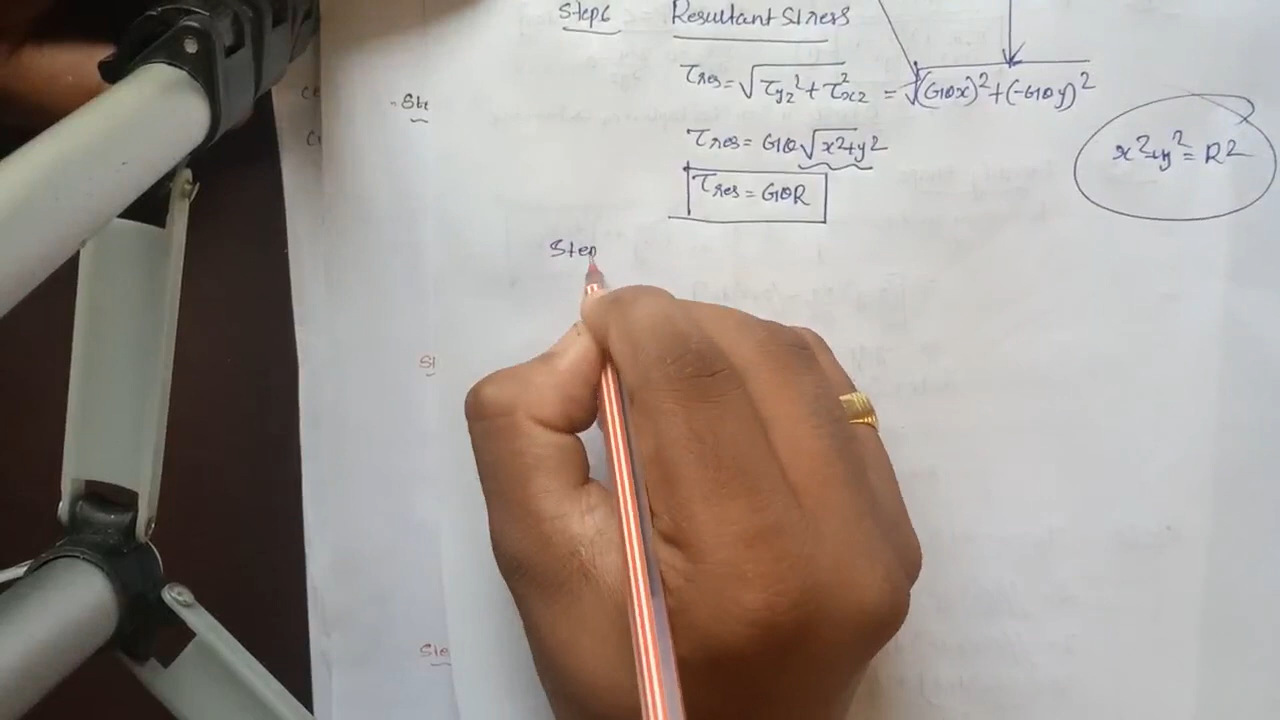 Step6 Resultant Stress
τres = √τyz² + τ²xz = √(Gθx)² + (-Gθy)²
τres = Gθ√x²+y²
x²+y² = R²
τres = GθR
Step